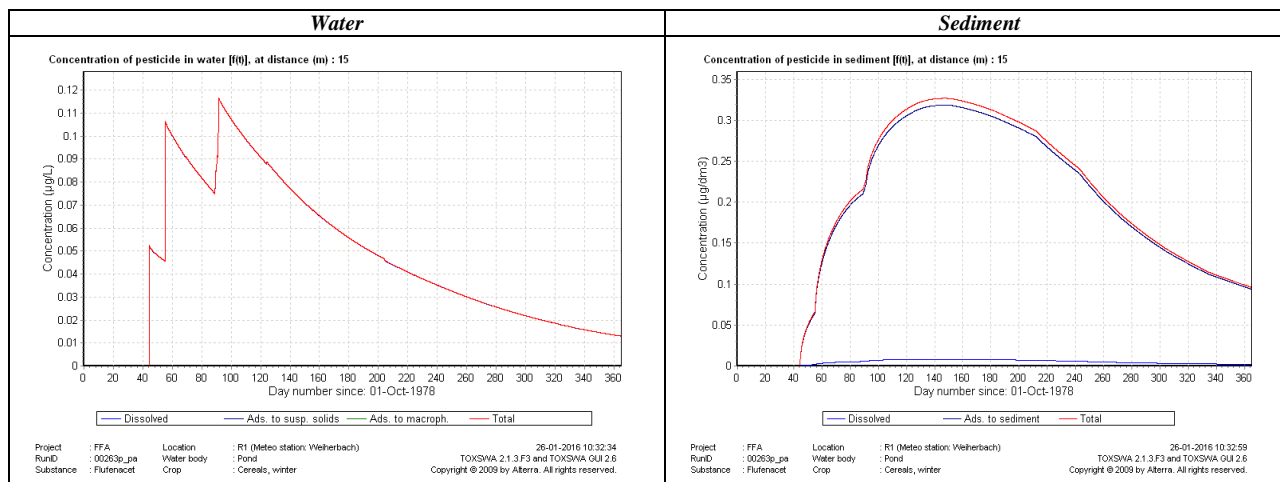 Water
Sediment
Concentration of pesticide in water [f(t)], at distance (m) : 15
0.12
0.11
0.1
0.09
0.08
0.07
0.06
0.05
0.04
0.03
0.02
0.01
0
Concentration (µg/L)
0 20 40 60 80 100 120 140 160 180 200 220 240 260 280 300 320 340 360
Day number since: 01-Oct-1978
Dissolved Ads. to susp. solids Ads. to macroph. Total
Project : FFA Location : R1 (Meteo station: Weiherbach) 26-01-2016 10:32:34
RunID : 00263p_pa Water body : Pond TOXSWA 2.1.3.F3 and TOXSWA GUI 2.6
Substance : Flufenacet Crop : Cereals, winter Copyright © 2009 by Alterra. All rights reserved.
Concentration of pesticide in sediment [f(t)], at distance (m) : 15
0.35
0.3
0.25
0.2
0.15
0.1
0.05
0
Concentration (µg/dm3)
0 20 40 60 80 100 120 140 160 180 200 220 240 260 280 300 320 340 360
Day number since: 01-Oct-1978
Dissolved Ads. to sediment Total
Project : FFA Location : R1 (Meteo station: Weiherbach) 26-01-2016 10:32:59
RunID : 00263p_pa Water body : Pond TOXSWA 2.1.3.F3 and TOXSWA GUI 2.6
Substance : Flufenacet Crop : Cereals, winter Copyright © 2009 by Alterra. All rights reserved.